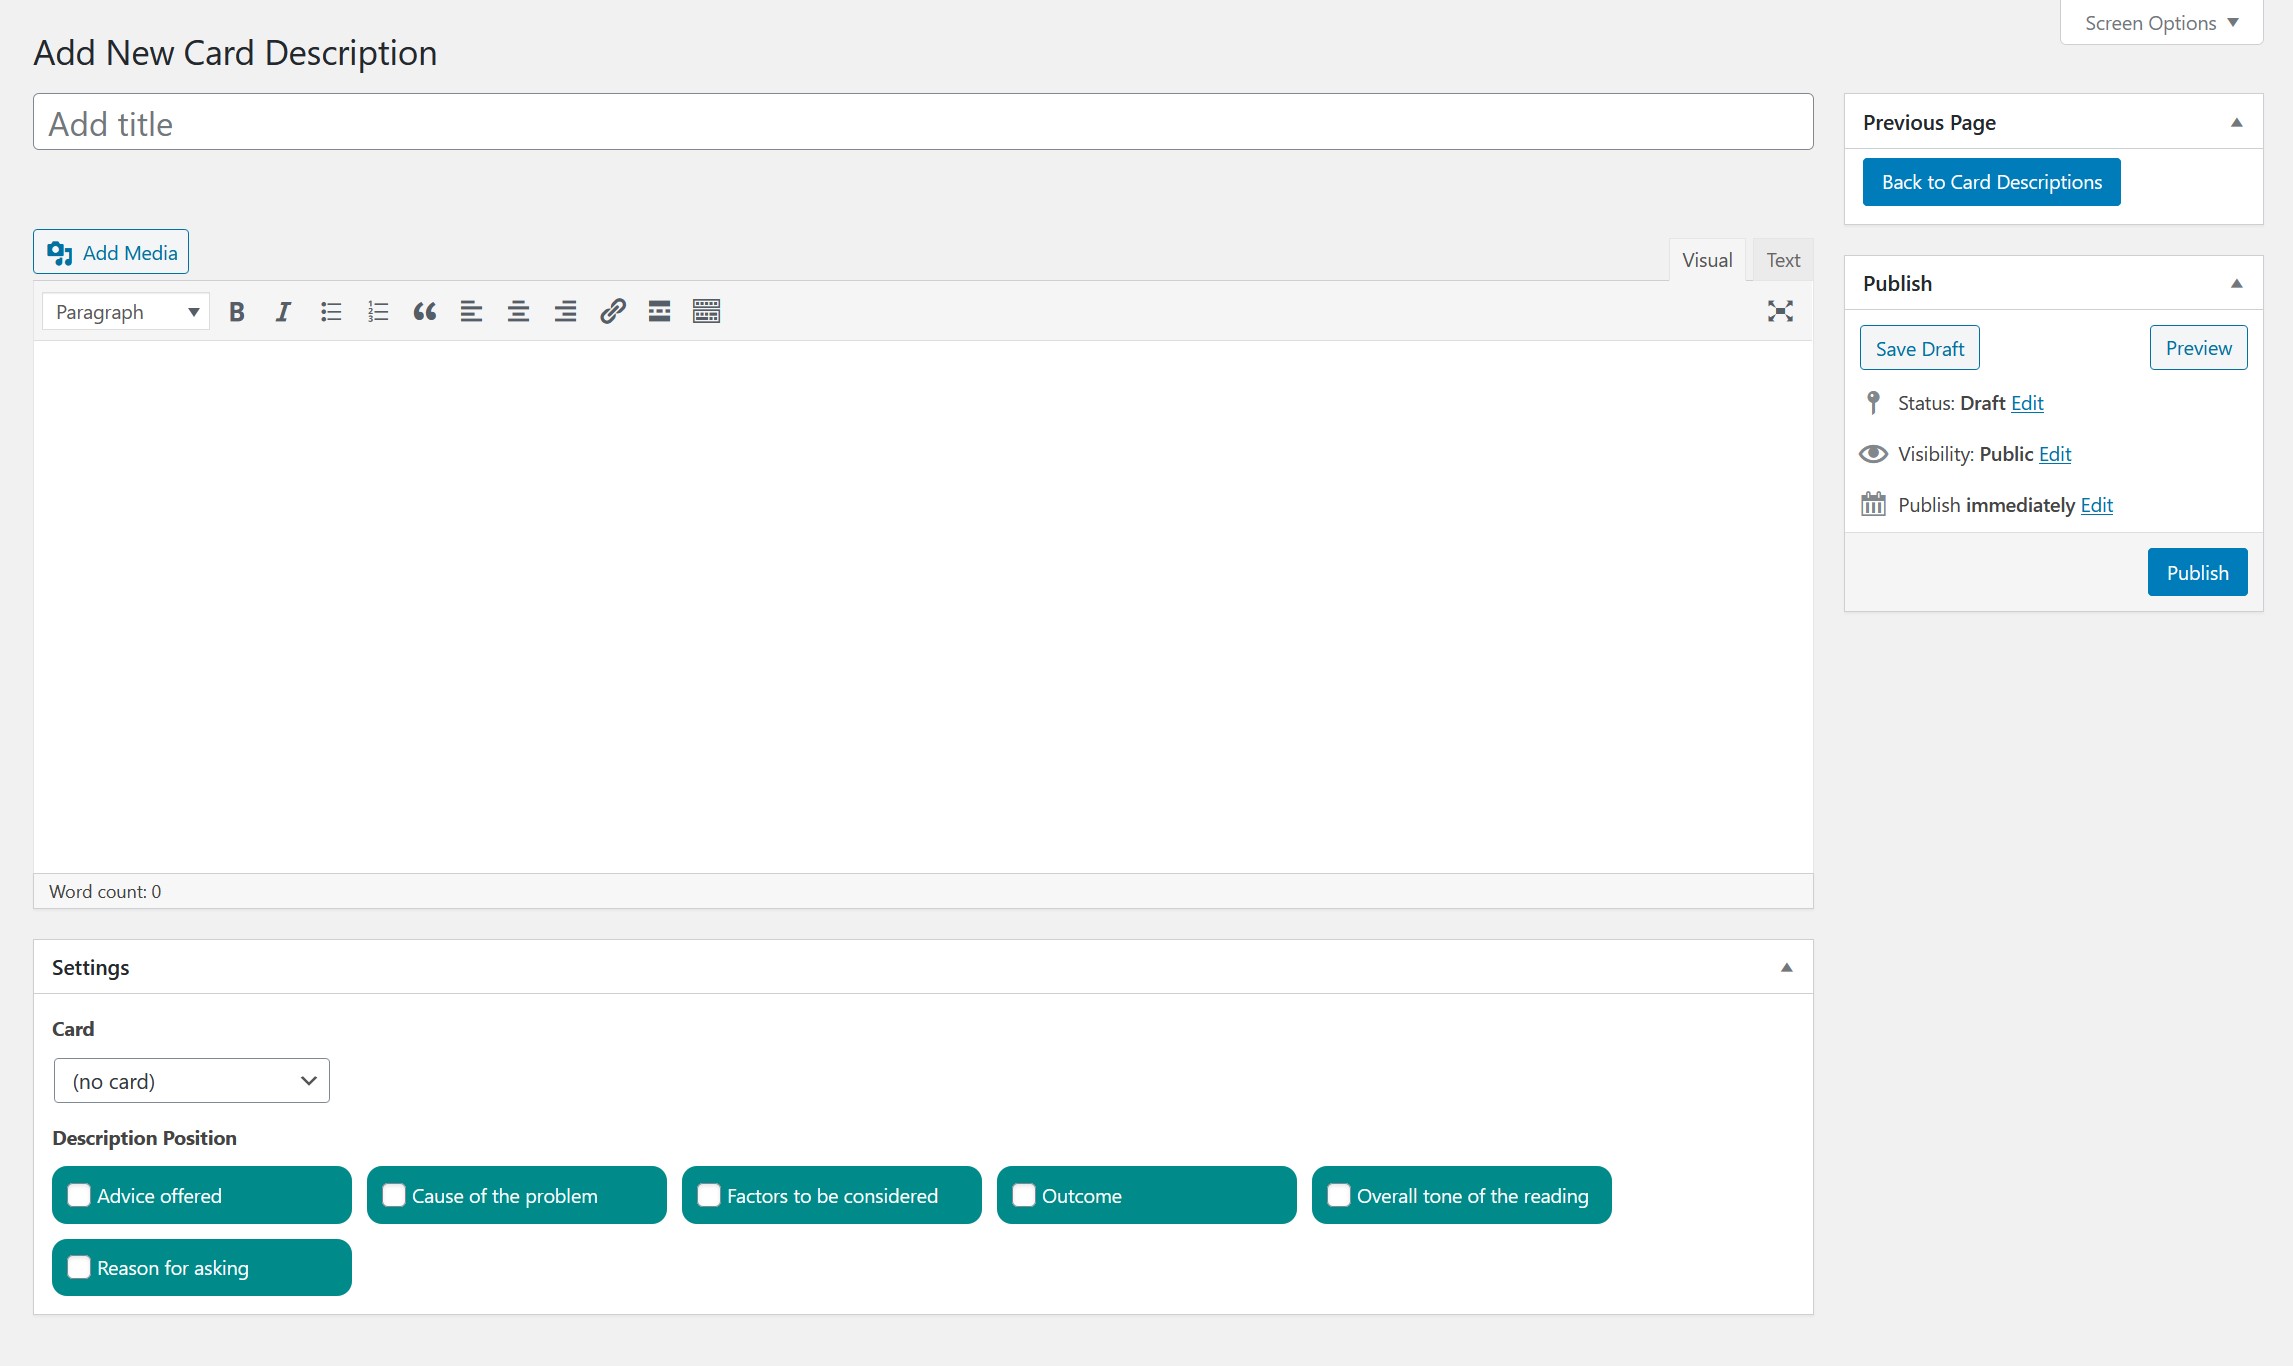 Screen Options
Add New Card Description
Add title
Previous Page
Back to Card Descriptions
Add Media
Visual
Text
Paragraph
Publish
Save Draft
Preview
Status: Draft Edit
Visibility: Public Edit
Publish immediately Edit
Publish
Word count: 0
Settings
Card
(no card)
Description Position
Advice offered
Cause of the problem
Factors to be considered
Outcome
Overall tone of the reading
Reason for asking